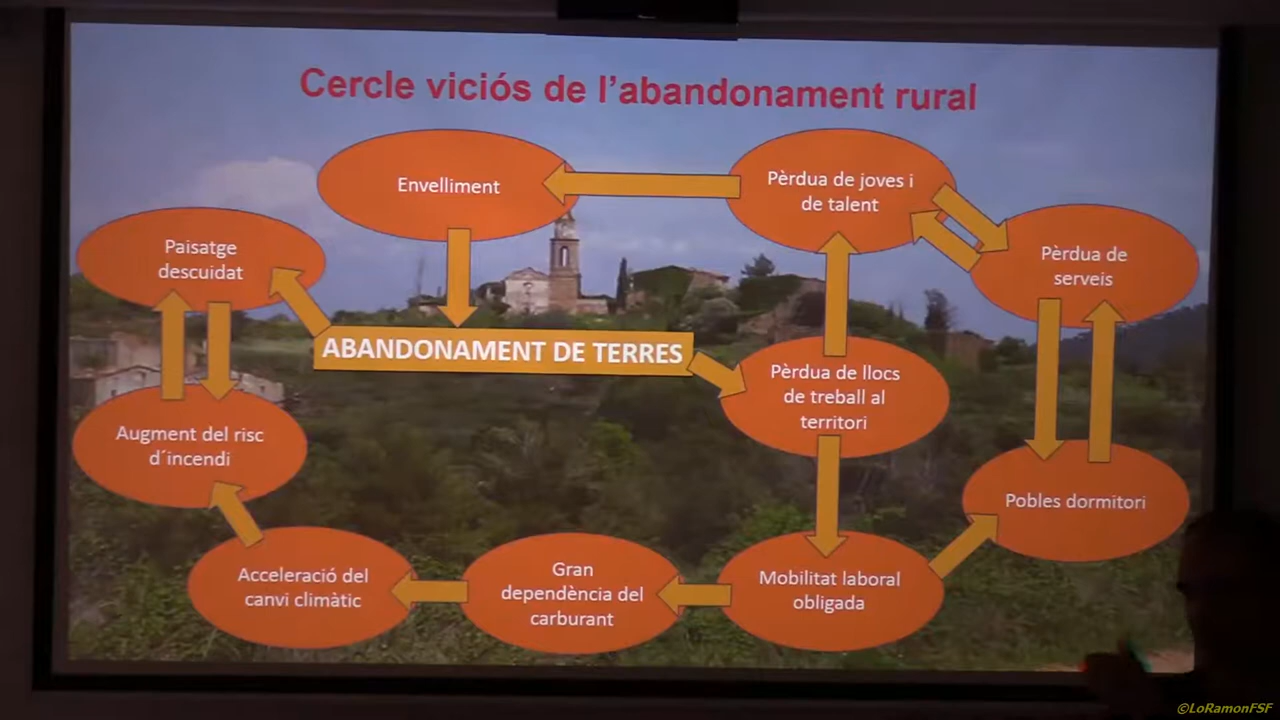 Cercle viciós de l’abandonament rural
Envelliment
Pèrdua de joves i
de talent
Paisatge
descuidat
Pèrdua de
serveis
ABANDONAMENT DE TERRES
Pèrdua de llocs
de treball al
territori
Augment del risc
d´incendi
Pobles dormitori
Acceleració del
canvi climàtic
Gran
dependència del
carburant
Mobilitat laboral
obligada
©LoRamonFSF